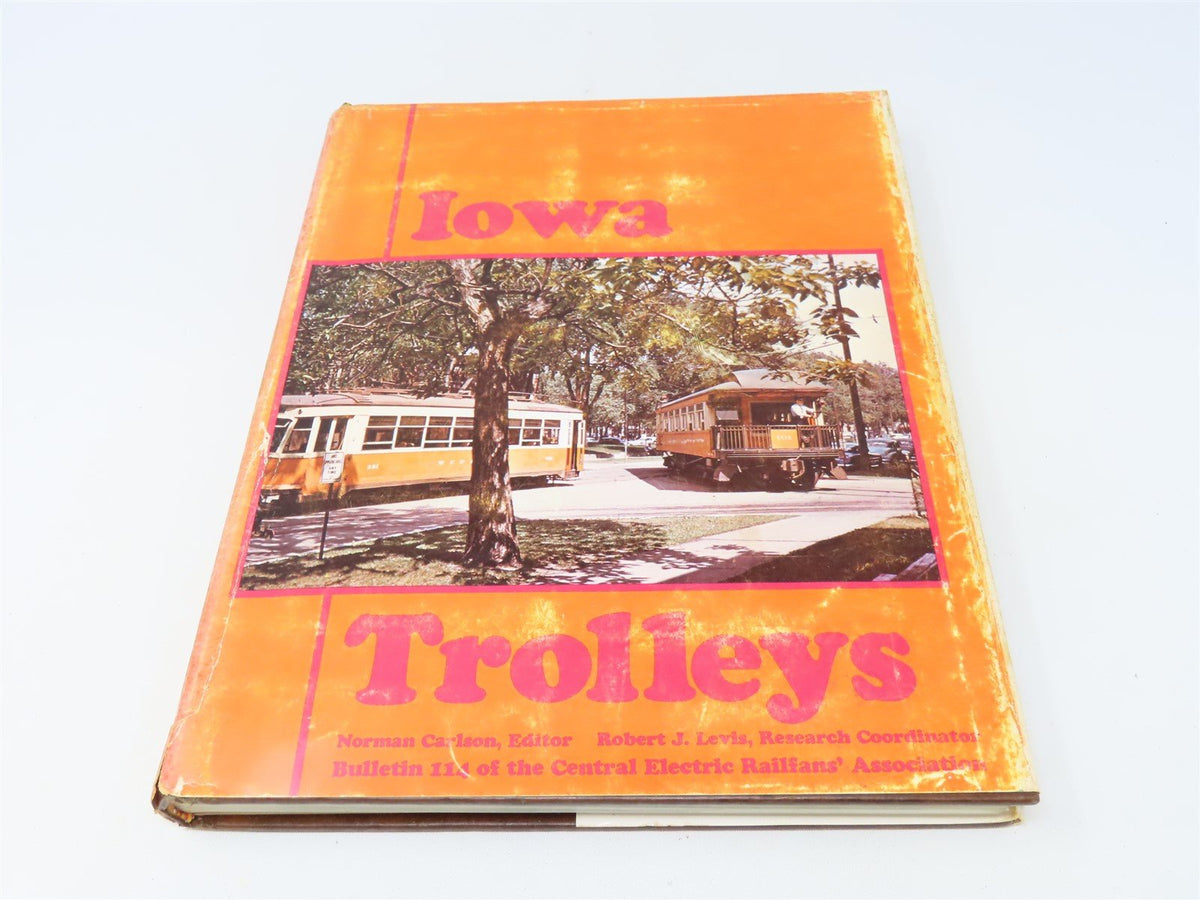 Iowa
Trolleys
Norman Carlson, Editor Robert J. Levis, Research Coordinator
Bulletin 114 of the Central Electric Railfans' Association